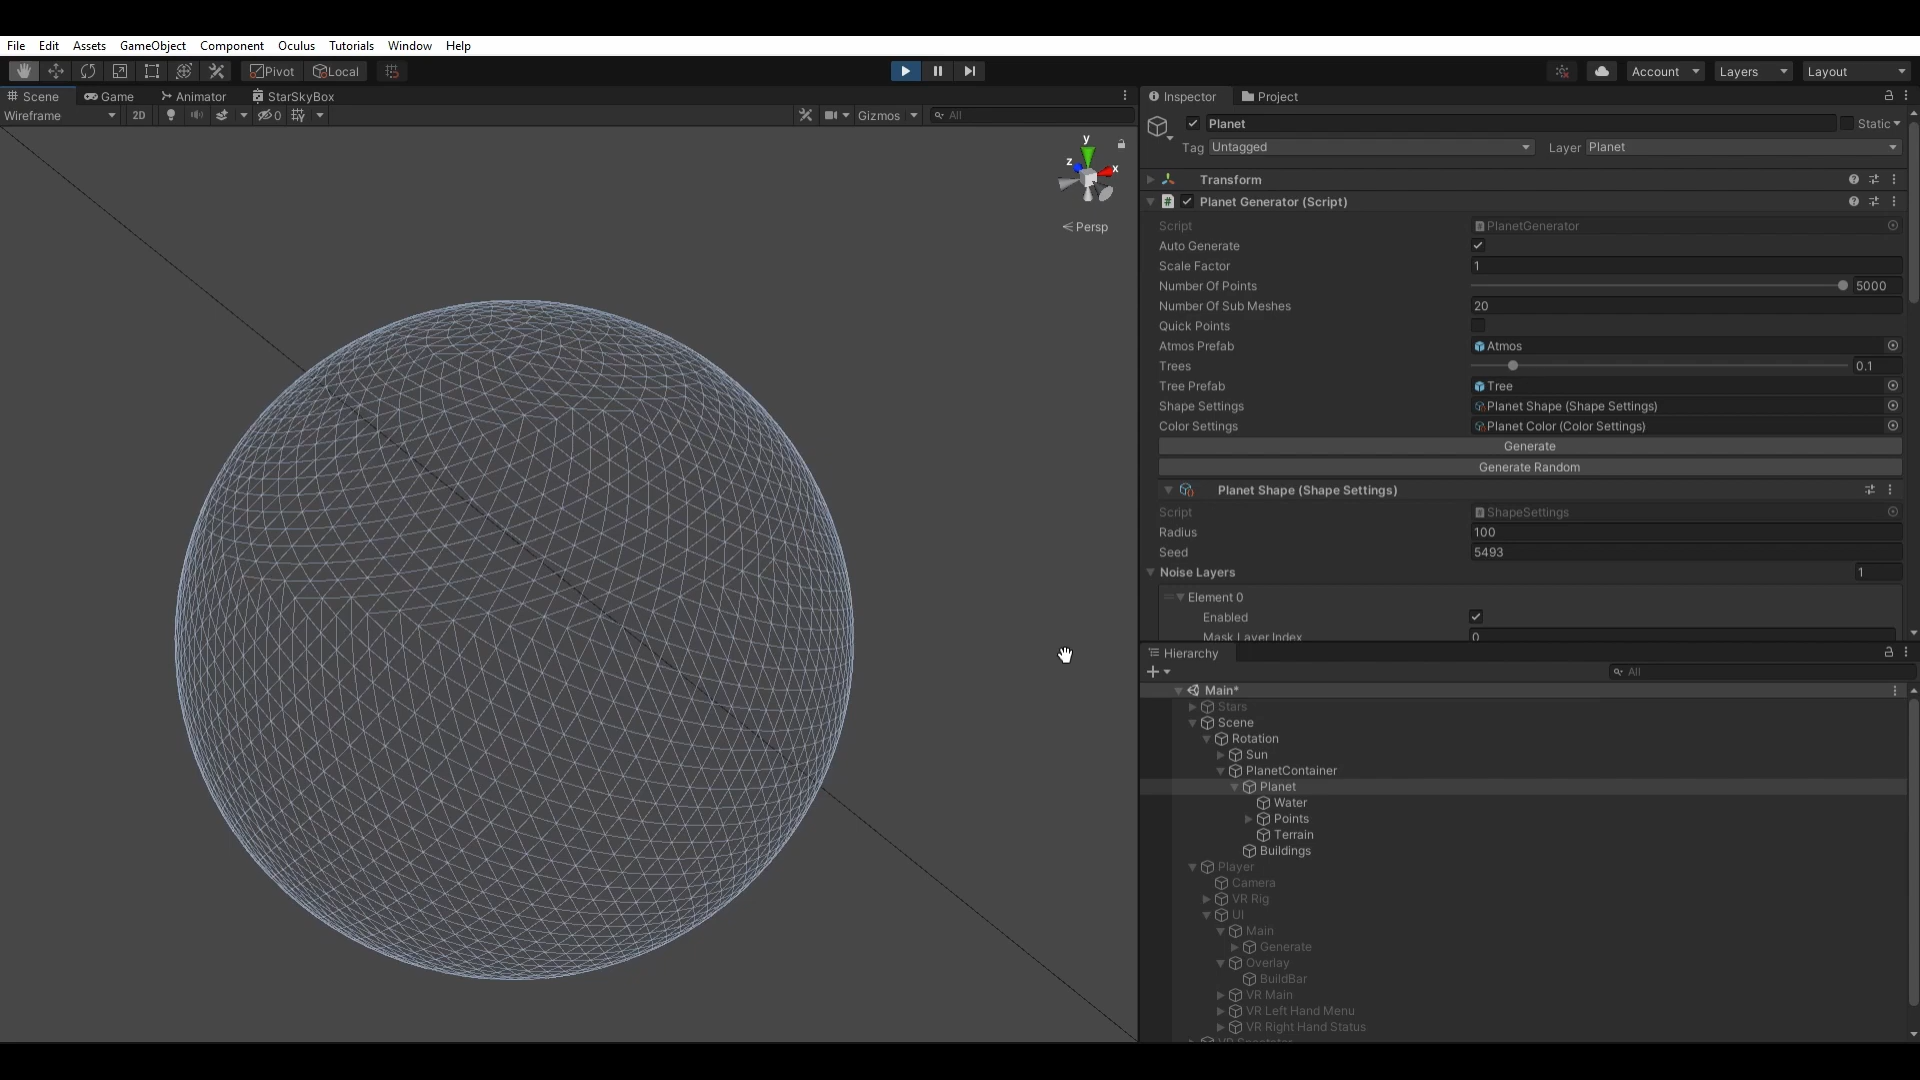 File Edit Assets GameObject Component Oculus Tutorials Window Help
Pivot Local Account Layers Layout
Scene Game Animator StarSkyBox
Wireframe 2D 0 Gizmos All
y
z x
Persp
Inspector Project
Planet Static
Tag Untagged Layer Planet
Transform
# Planet Generator (Script)
Script PlanetGenerator
Auto Generate
Scale Factor 1
Number Of Points 5000
Number Of Sub Meshes 20
Quick Points
Atmos Prefab Atmos
Trees 0.1
Tree Prefab Tree
Shape Settings Planet Shape (Shape Settings)
Color Settings Planet Color (Color Settings)
Generate
Generate Random
Planet Shape (Shape Settings)
Script ShapeSettings
Radius 100
Seed 5493
Noise Layers 1
Element 0
Enabled
Mask Layer Index 0
Hierarchy
+ All
Main*
Stars
Scene
Rotation
Sun
PlanetContainer
Planet
Water
Points
Terrain
Buildings
Player
Camera
VR Rig
UI
Main
Generate
Overlay
BuildBar
VR Main
VR Left Hand Menu
VR Right Hand Status